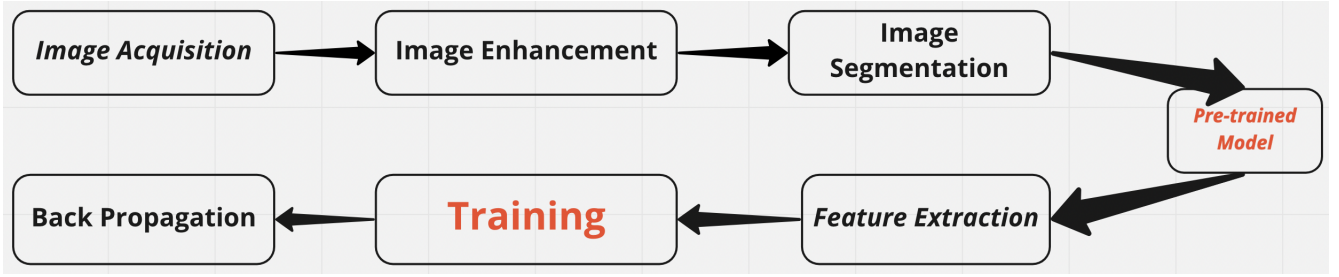 Image Acquisition
Image Enhancement
Image
Segmentation
Pre-trained
Model
Feature Extraction
Training
Back Propagation